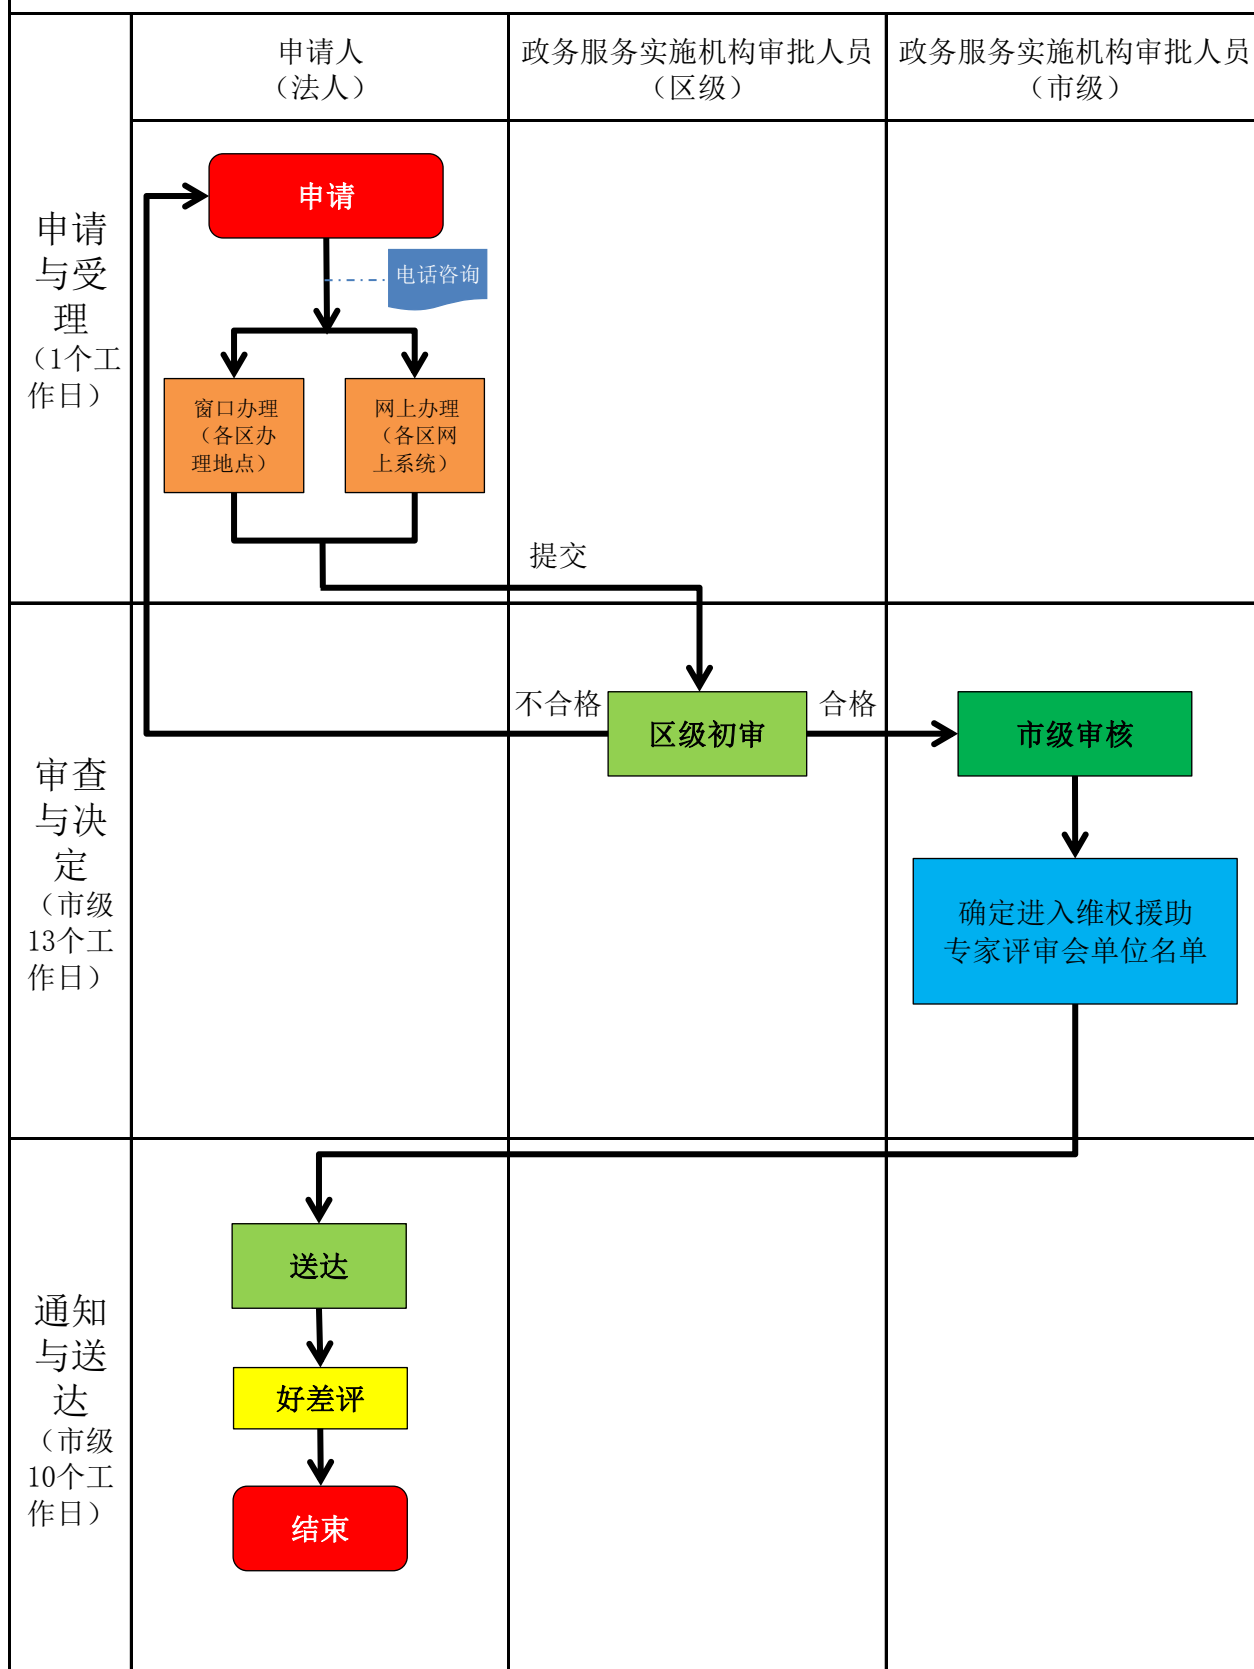 申请人
（法人）
政务服务实施机构审批人员
（区级）
政务服务实施机构审批人员
（市级）
申请
与受
理
（1个工
作日）
申请
电话咨询
窗口办理
（各区办
理地点）
网上办理
（各区网
上系统）
提交
审查
与决
定
（市级
13个工
作日）
不合格
区级初审
合格
市级审核
确定进入维权援助
专家评审会单位名单
通知
与送
达
（市级
10个工
作日）
送达
好差评
结束